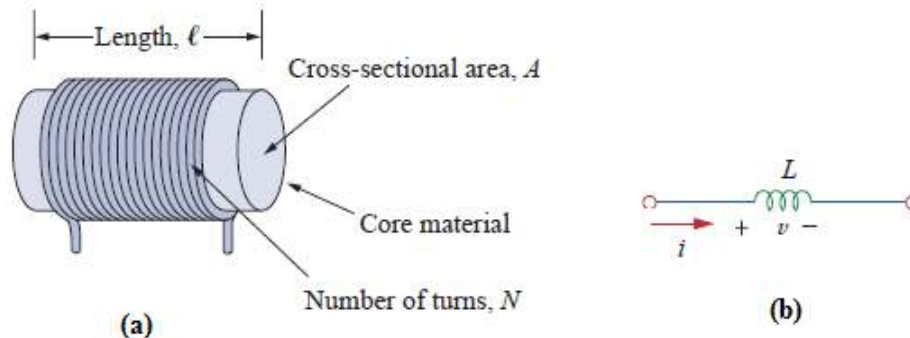 Length, ℓ
Cross-sectional area, A
Core material
Number of turns, N
(a)
L
+ v −
i
(b)